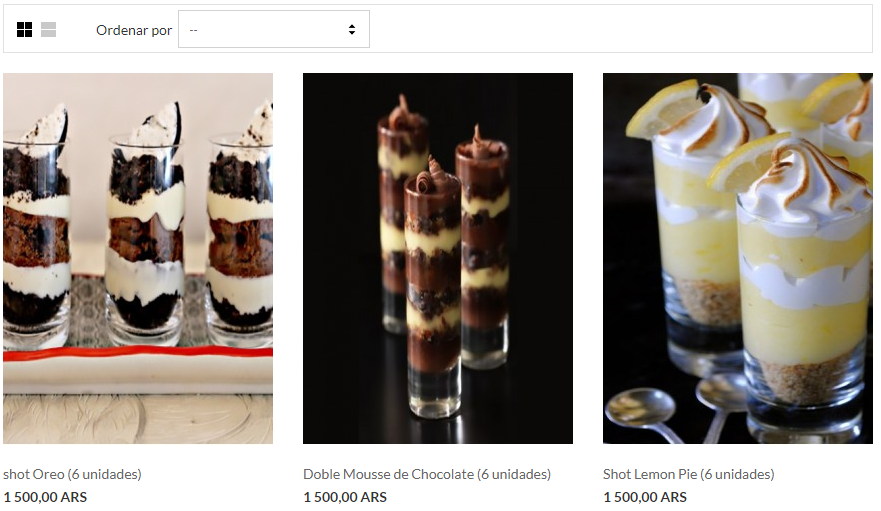 Ordenar por --
shot Oreo (6 unidades)
1 500,00 ARS
Doble Mousse de Chocolate (6 unidades)
1 500,00 ARS
Shot Lemon Pie (6 unidades)
1 500,00 ARS